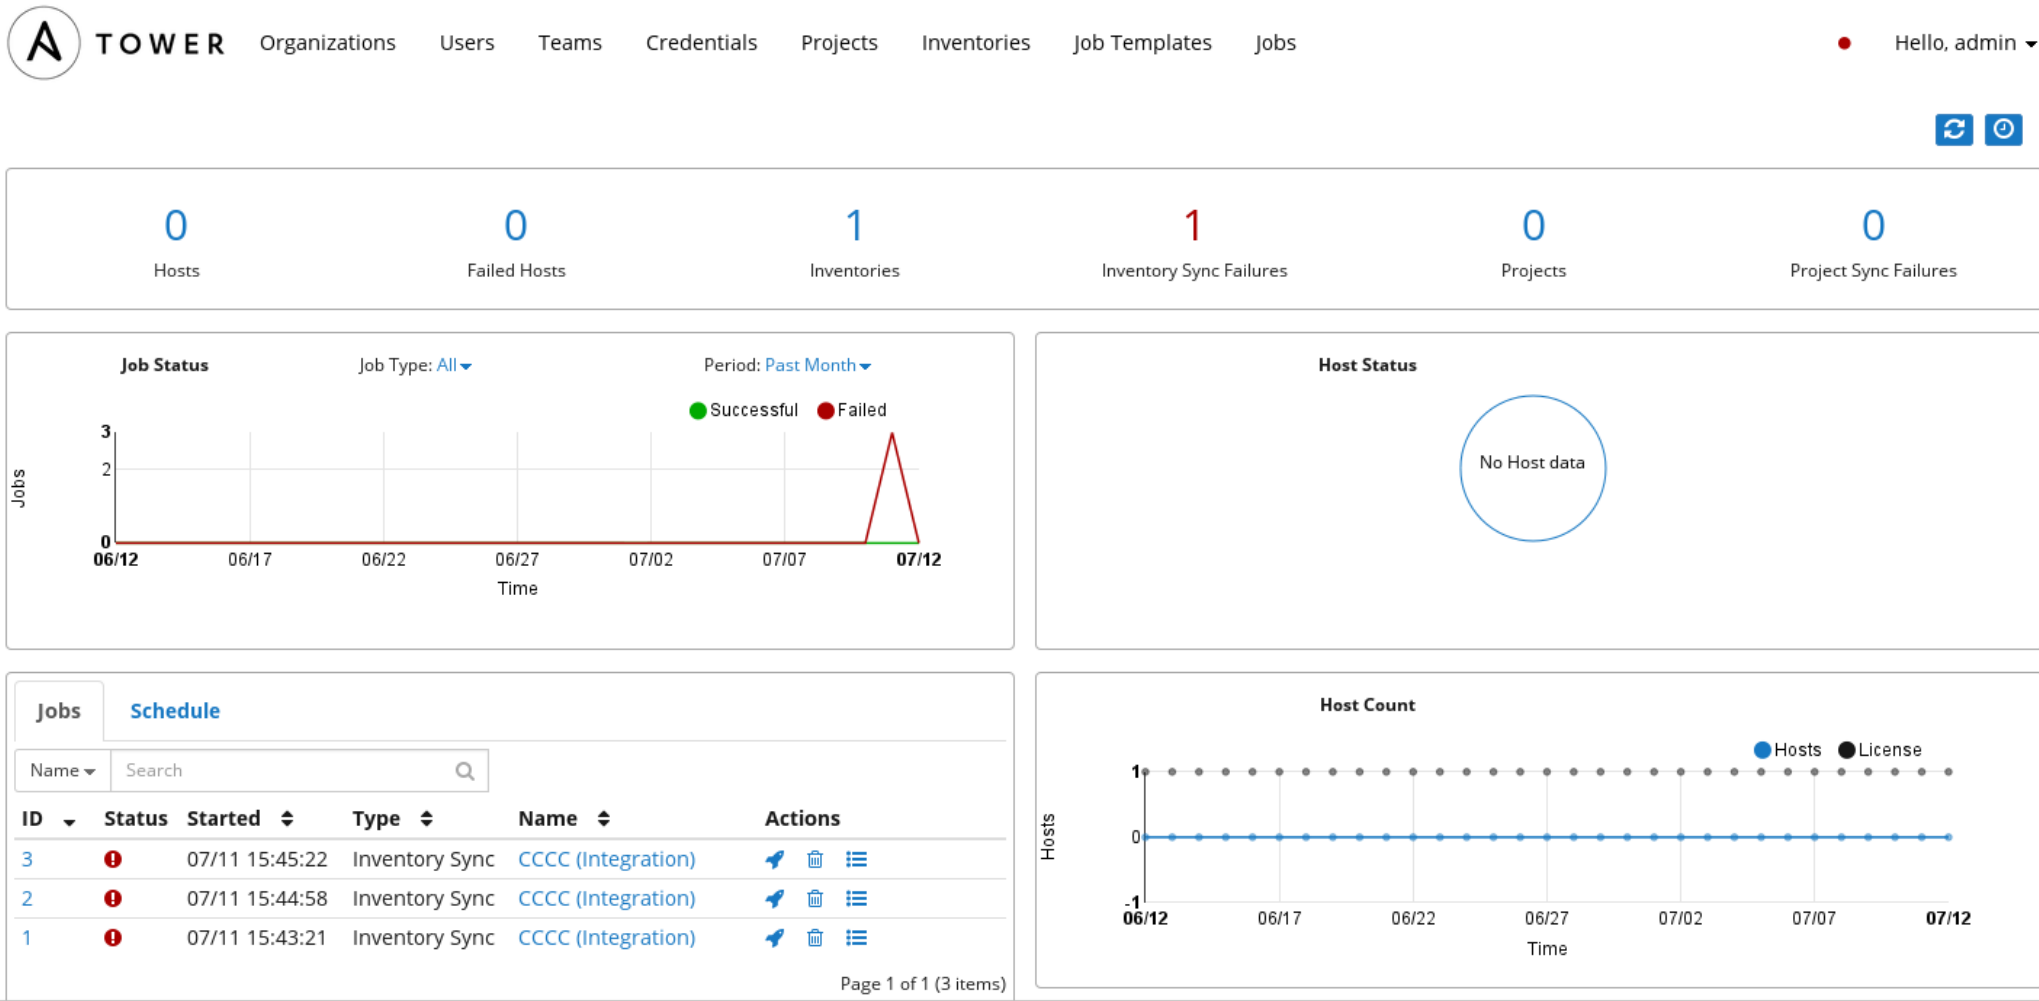 TOWER Organizations Users Teams Credentials Projects Inventories Job Templates Jobs Hello, admin
0 0 1 1 0 0
Hosts Failed Hosts Inventories Inventory Sync Failures Projects Project Sync Failures
Job Status Job Type: All Period: Past Month
Successful Failed
3
2
0
Jobs
06/12 06/17 06/22 06/27 07/02 07/07 07/12
Time
Host Status
No Host data
Jobs Schedule
Name Search
ID Status Started Type Name Actions
3 07/11 15:45:22 Inventory Sync CCCC (Integration)
2 07/11 15:44:58 Inventory Sync CCCC (Integration)
1 07/11 15:43:21 Inventory Sync CCCC (Integration)
Page 1 of 1 (3 items)
Host Count
Hosts License
1
0
-1
Hosts
06/12 06/17 06/22 06/27 07/02 07/07 07/12
Time